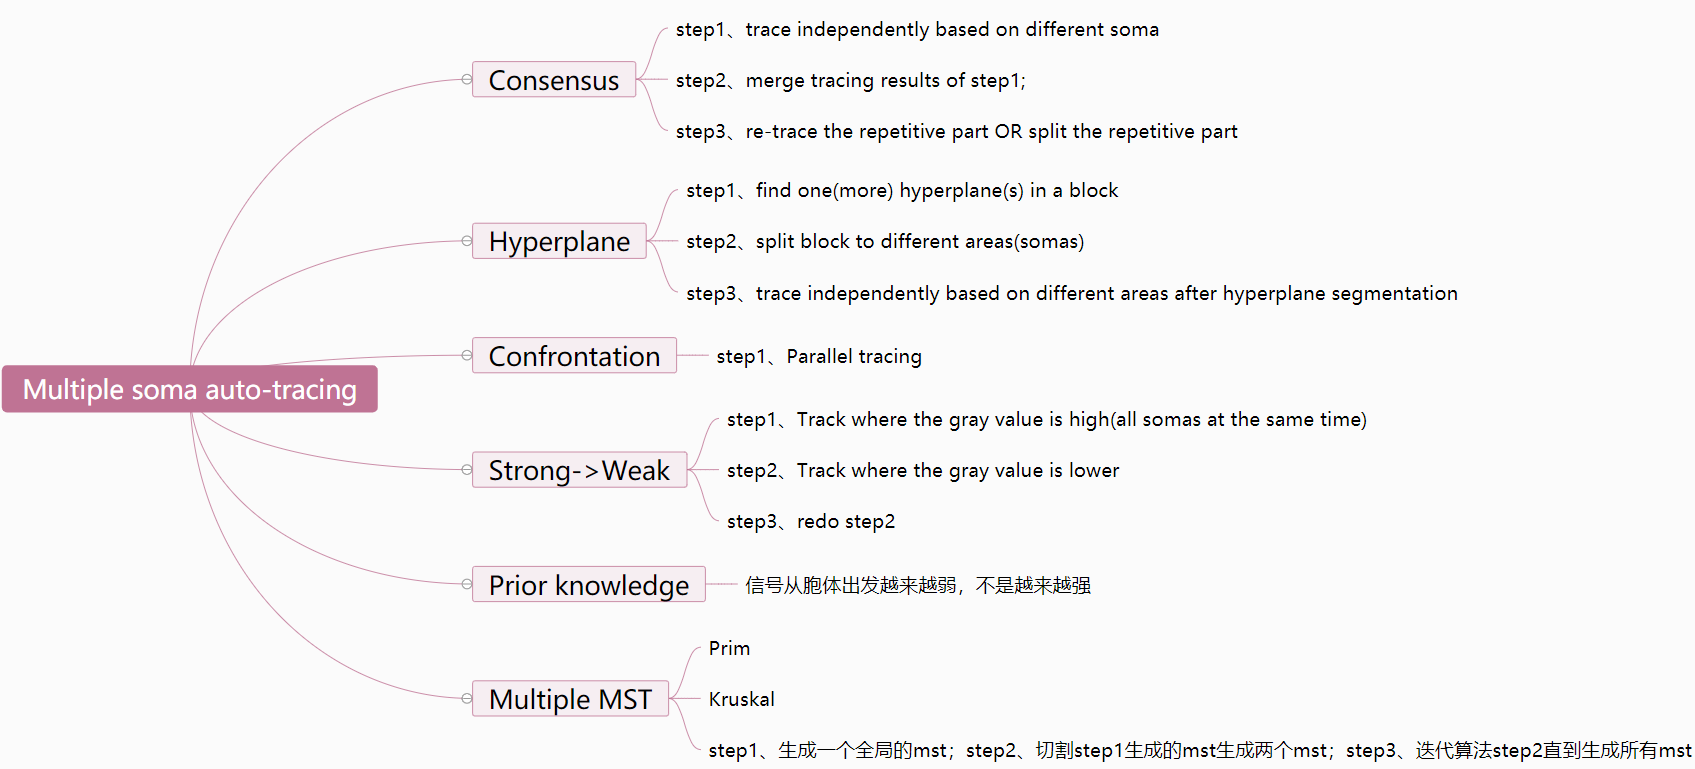 Multiple soma auto-tracing
Consensus
step1、trace independently based on different soma
step2、merge tracing results of step1;
step3、re-trace the repetitive part OR split the repetitive part
Hyperplane
step1、find one(more) hyperplane(s) in a block
step2、split block to different areas(somas)
step3、trace independently based on different areas after hyperplane segmentation
Confrontation
step1、Parallel tracing
Strong->Weak
step1、Track where the gray value is high(all somas at the same time)
step2、Track where the gray value is lower
step3、redo step2
Prior knowledge
信号从胞体出发越来越弱，不是越来越强
Multiple MST
Prim
Kruskal
step1、生成一个全局的mst；step2、切割step1生成的mst生成两个mst；step3、迭代算法step2直到生成所有mst